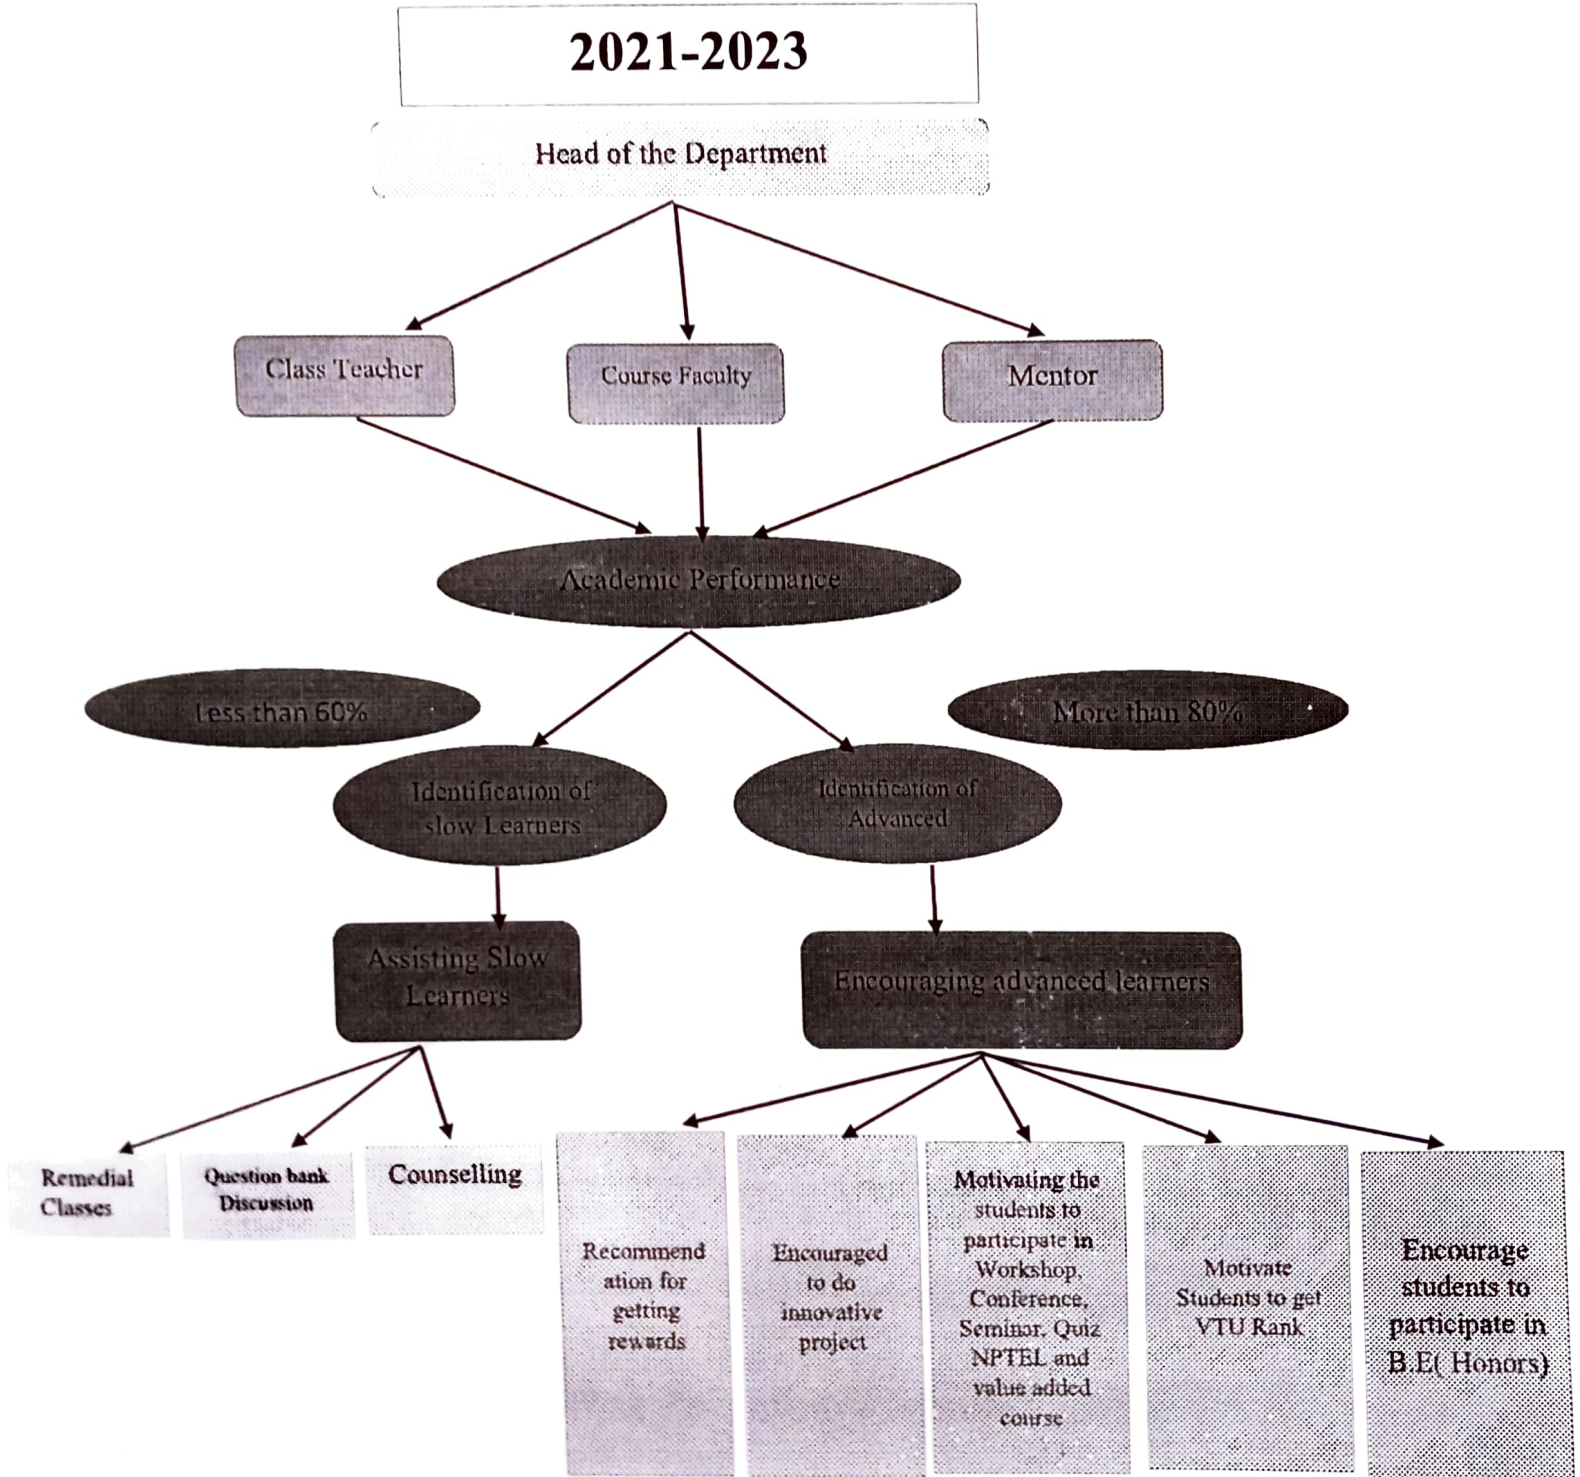 2021-2023
Head of the Department
Class Teacher
Course Faculty
Mentor
Academic Performance
Less than 60%
More than 80%
Identification of
slow Learners
Identification of
Advanced
Assisting Slow
Learners
Encouraging advanced learners
Remedial
Classes
Question bank
Discussion
Counselling
Recommend
ation for
getting
rewards
Encouraged
to do
innovative
project
Motivating the
students to
participate in
Workshop,
Conference,
Seminar, Quiz
NPTEL and
value added
course
Motivate
Students to get
VTU Rank
Encourage
students to
participate in
B.E( Honors)